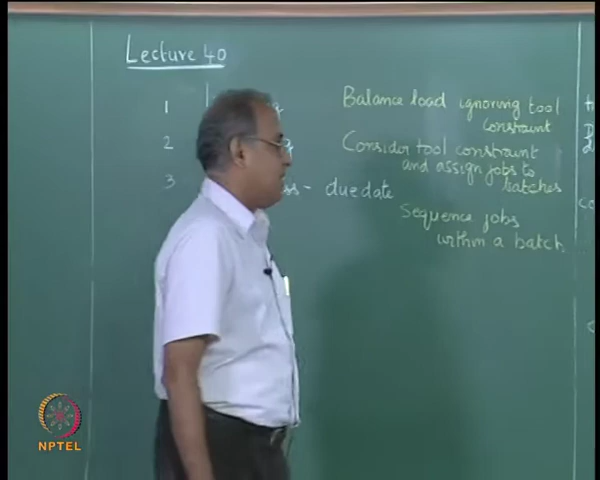 Lecture 40
1 Balance load ignoring tool
constraint
2 Consider tool constraint
and assign jobs to
batches
3 - due date
Sequence jobs
within a batch
NPTEL